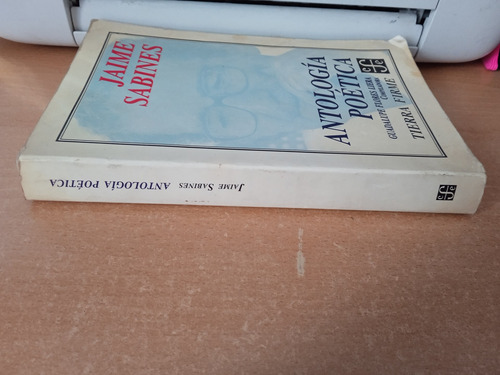 JAIME
SABINES
ANTOLOGÍA
POÉTICA
GUADALUPE FLORES LIERA
TIERRA FIRME
JAIME SABINES ANTOLOGÍA POÉTICA